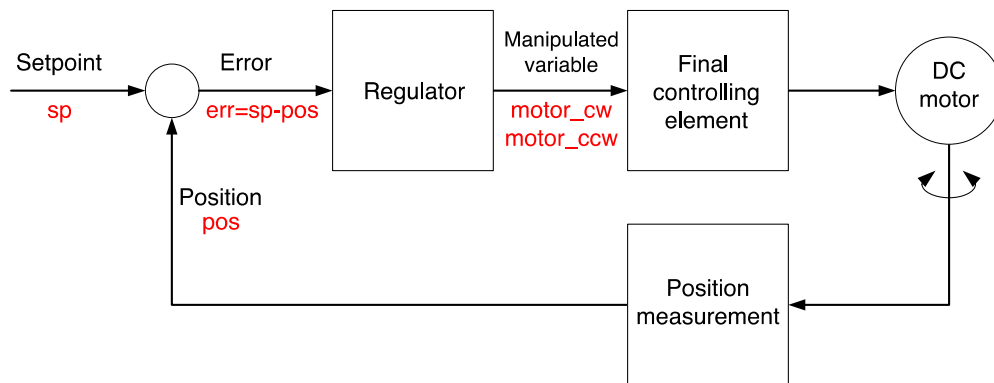 Setpoint
sp
Error
err=sp-pos
Regulator
Manipulated
variable
motor_cw
motor_ccw
Final
controlling
element
DC
motor
Position
pos
Position
measurement